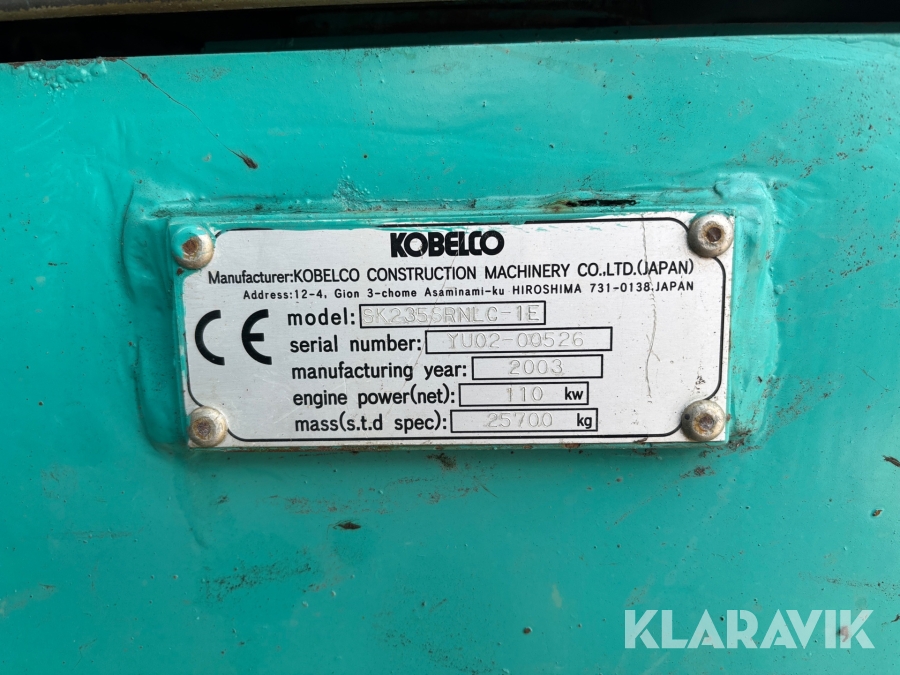 KOBELCO
Manufacturer:KOBELCO CONSTRUCTION MACHINERY CO.,LTD.(JAPAN)
Address:12-4, Gion 3-chome Asaminami-ku HIROSHIMA 731-0138,JAPAN
CE
model: SK235SRNLC-1E
serial number: YU02-00526
manufacturing year: 2003
engine power(net): 110 kw
mass(s.t.d spec): 25700 kg
KLARAVIK